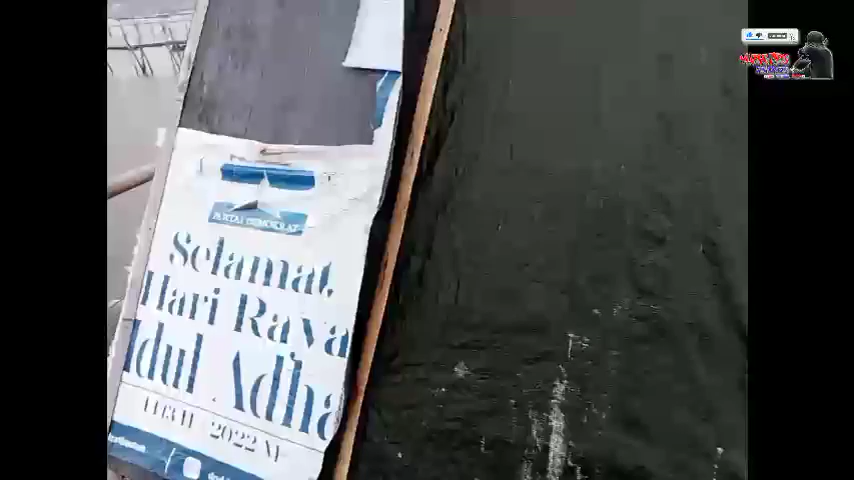 PARTAI DEMOKRAT
Selamat
Hari Raya
Idul Adha
1443 H - 2022 M